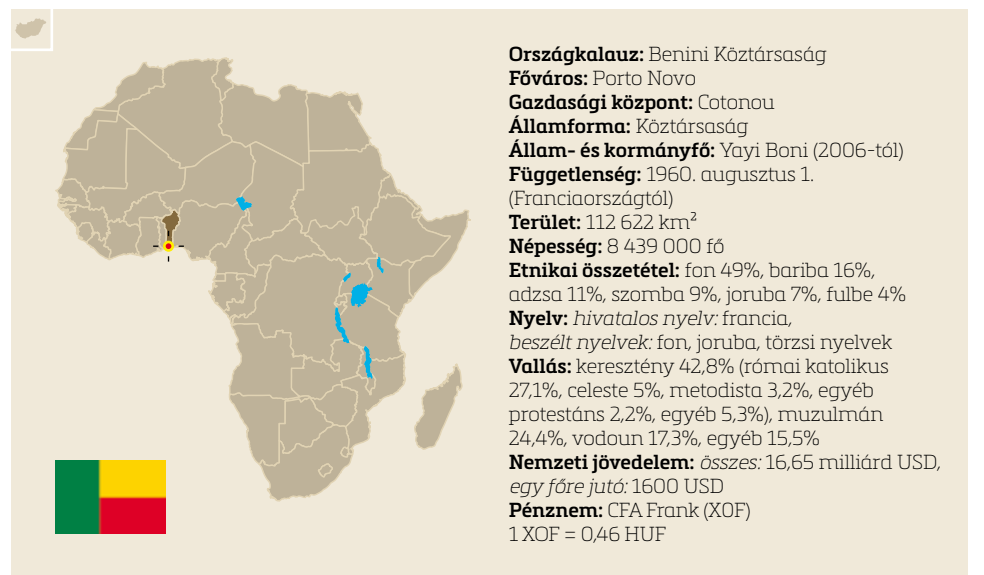 Országkalauz: Benini Köztársaság
Főváros: Porto Novo
Gazdasági központ: Cotonou
Államforma: Köztársaság
Állam- és kormányfő: Yayi Boni (2006-tól)
Függetlenség: 1960. augusztus 1.
(Franciaországtól)
Terület: 112 622 km²
Népesség: 8 439 000 fő
Etnikai összetétel: fon 49%, bariba 16%,
adzsa 11%, szomba 9%, joruba 7%, fulbe 4%
Nyelv: hivatalos nyelv: francia,
beszélt nyelvek: fon, joruba, törzsi nyelvek
Vallás: keresztény 42,8% (római katolikus
27,1%, celeste 5%, metodista 3,2%, egyéb
protestáns 2,2%, egyéb 5,3%), muzulmán
24,4%, vodoun 17,3%, egyéb 15,5%
Nemzeti jövedelem: összes: 16,65 milliárd USD,
egy főre jutó: 1600 USD
Pénznem: CFA Frank (XOF)
1 XOF = 0,46 HUF